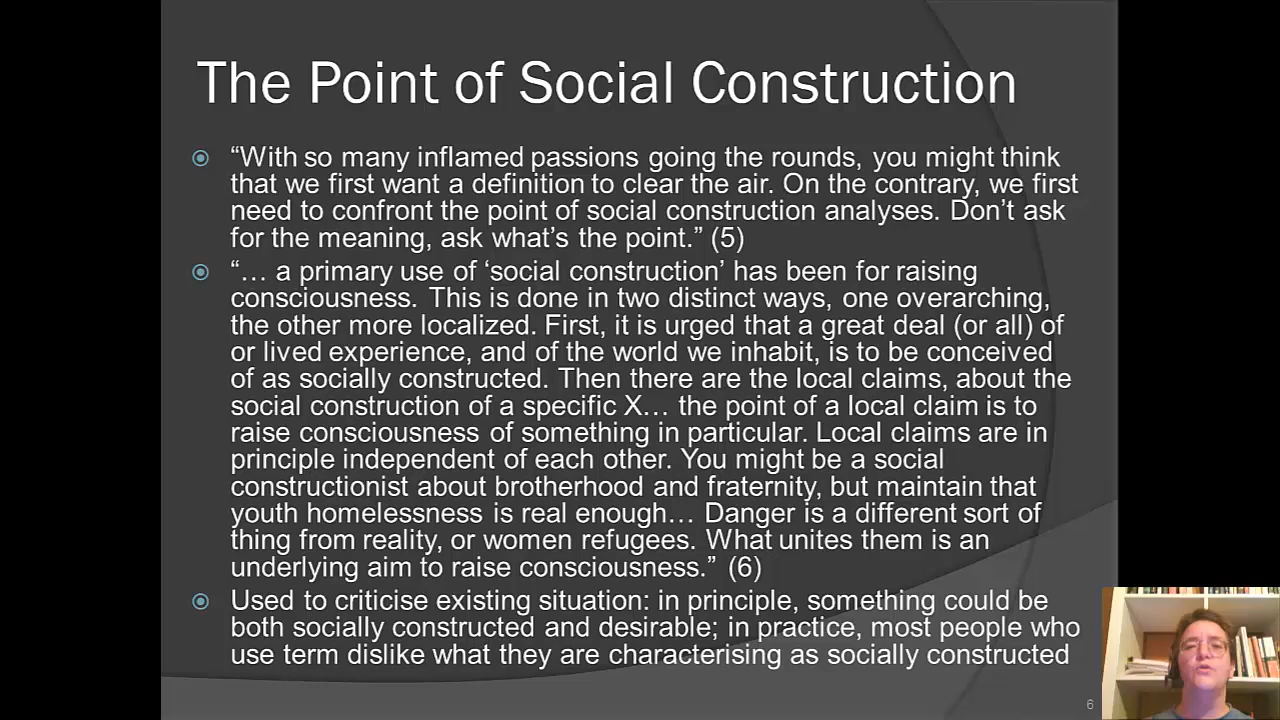 The Point of Social Construction
“With so many inflamed passions going the rounds, you might think
that we first want a definition to clear the air. On the contrary, we first
need to confront the point of social construction analyses. Don’t ask
for the meaning, ask what’s the point.” (5)
“… a primary use of ‘social construction’ has been for raising
consciousness. This is done in two distinct ways, one overarching,
the other more localized. First, it is urged that a great deal (or all) of
or lived experience, and of the world we inhabit, is to be conceived
of as socially constructed. Then there are the local claims, about the
social construction of a specific X… the point of a local claim is to
raise consciousness of something in particular. Local claims are in
principle independent of each other. You might be a social
constructionist about brotherhood and fraternity, but maintain that
youth homelessness is real enough… Danger is a different sort of
thing from reality, or women refugees. What unites them is an
underlying aim to raise consciousness.” (6)
Used to criticise existing situation: in principle, something could be
both socially constructed and desirable; in practice, most people who
use term dislike what they are characterising as socially constructed
6